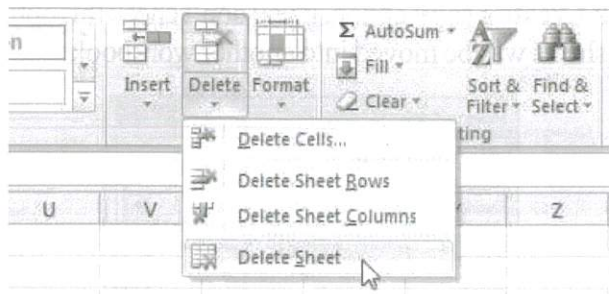 n
Σ AutoSum
Fill
Clear
Insert Delete Format
Sort & Filter
Find & Select
ting
Delete Cells...
Delete Sheet Rows
Delete Sheet Columns
Delete Sheet
U V Z